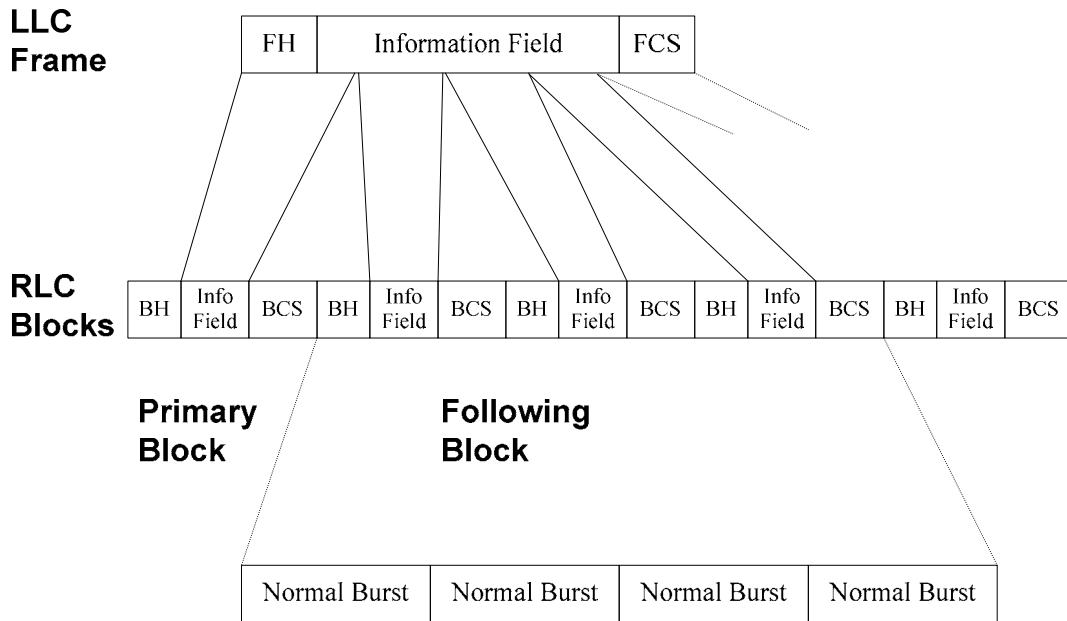 LLC
Frame
FH
Information Field
FCS
RLC
Blocks
BH
Info
Field
BCS
BH
Info
Field
BCS
BH
Info
Field
BCS
BH
Info
Field
BCS
BH
Info
Field
BCS
Primary
Block
Following
Block
Normal Burst
Normal Burst
Normal Burst
Normal Burst